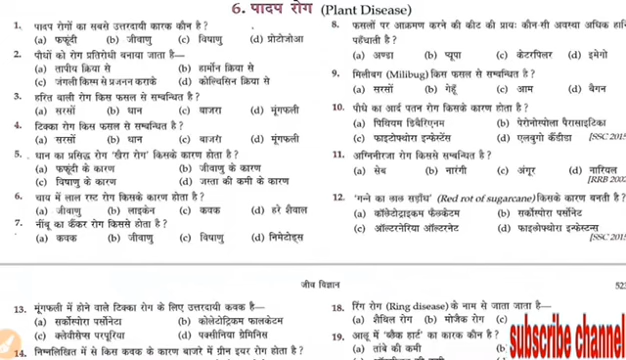 6. पादप रोग (Plant Disease)
1. पादप रोगों का सबसे उत्तरदायी कारक कौन है ?
(a) फफूंदी (b) जीवाणु (c) विषाणु (d) प्रोटोजोआ
2. पौधों को रोग प्रतिरोधी बनाया जाता है—
(a) तापीय क्रिया से (b) हार्मोन क्रिया से
(c) जंगली किस्म से प्रजनन कराके (d) कोल्चिसिन क्रिया से
3. हरित बाली रोग किस फसल से सम्बन्धित है ?
(a) सरसों (b) धान (c) बाजरा (d) मूंगफली
4. टिक्का रोग किस फसल से सम्बन्धित है ?
(a) सरसों (b) धान (c) बाजरा (d) मूंगफली
5. धान का प्रसिद्ध रोग 'खैरा रोग' किसके कारण होता है ?
(a) फफूंदी के कारण (b) जीवाणु के कारण
(c) विषाणु के कारण (d) जस्ता की कमी के कारण
6. चाय में लाल रस्ट रोग किसके कारण होता है ?
(a) जीवाणु (b) लाइकेन (c) कवक (d) हरे शैवाल
7. नींबू का कैंकर रोग किससे होता है ?
(a) कवक (b) जीवाणु (c) विषाणु (d) निमेटोड्स
8. फसलों पर आक्रमण करने की कीट की प्रायः कौन-सी अवस्था अधिक हानि
पहुँचाती है ?
(a) अण्डा (b) प्यूपा (c) केटरपिलर (d) इमेगो
9. मिलीबग (Milibug) किस फसल से सम्बन्धित है ?
(a) सरसों (b) गेहूँ (c) आम (d) बैगन
10. पौधे का आर्द पतन रोग किसके कारण होता है ?
(a) पिथियम डिबैरिएनम (b) पेरोनोस्पोला पैरासाइटिका
(c) फाइटोफ्थोरा इन्फेस्टेंस (d) एलबुगो कैंडीडा [SSC 2015
11. अग्निनीरजा रोग किससे सम्बन्धित है ?
(a) सेब (b) नारंगी (c) अंगूर (d) नारियल
[RRB 2002
12. 'गन्ने का लाल सड़ाँध' (Red rot of sugarcane) किसके कारण बनती है ?
(a) कॉलेटोट्राइकम फैलकेटम (b) सर्कोस्पोरा पर्सोनेट
(c) ऑल्टरनेरिया ऑल्टरनेट (d) फाइलोफ्थोरा इन्फेस्टन्स
[SSC 201
जीव विज्ञान 52
13. मूंगफली में होने वाले टिक्का रोग के लिए उत्तरदायी कवक है—
(a) सर्कोस्पोरा पर्सोनेटा (b) कोलेटोट्रिकम फालकेटम
(c) क्लेवीसेप्स परपूरिया (d) पक्सीनिया ग्रैमिनिस
14. निम्नलिखित में से किस कवक के कारण बाजरे में ग्रीन इयर रोग होता है ?
18. रिंग रोग (Ring disease) के नाम से जाना जाता है—
(a) शैथिल रोग (b) मोजैक रोग (c)
19. आलू में 'ब्लैक हार्ट' का कारक कौन है ?
(a) तांबे की कमी (b)
subscribe channel